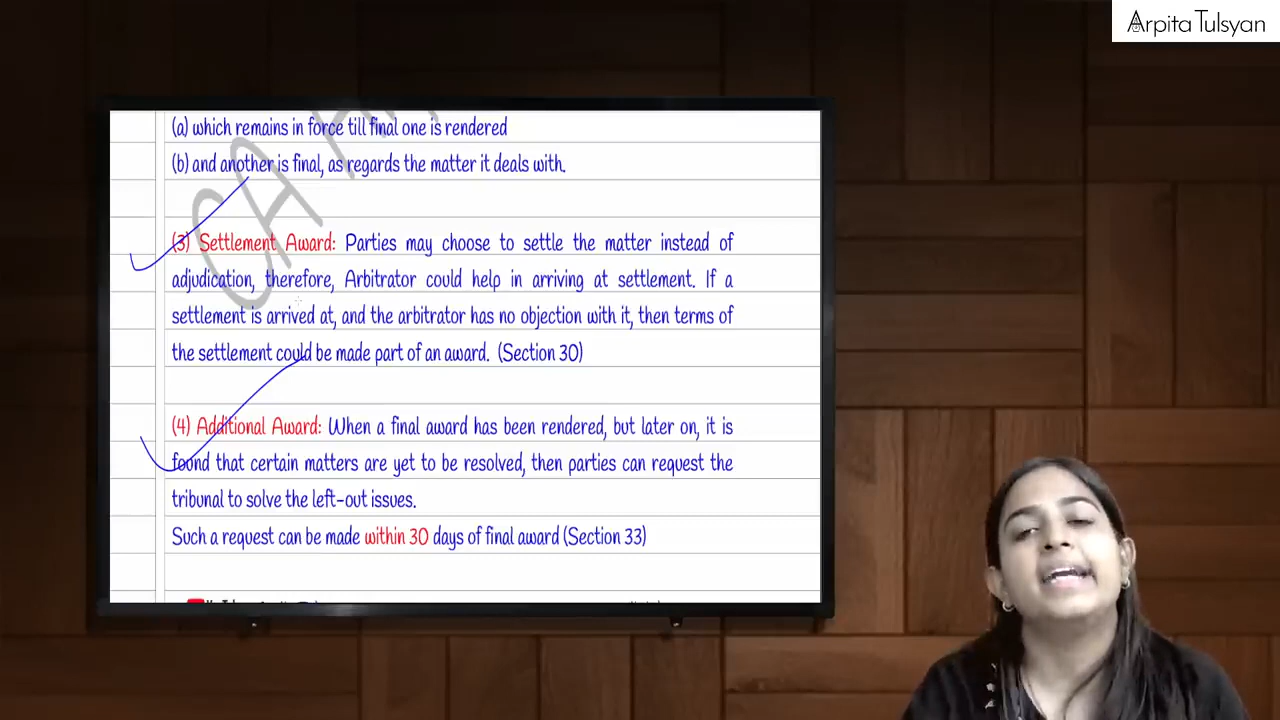 Arpita Tulsyan
(a) which remains in force till final one is rendered
(b) and another is final, as regards the matter it deals with.
(3) Settlement Award: Parties may choose to settle the matter instead of
adjudication, therefore, Arbitrator could help in arriving at settlement. If a
settlement is arrived at, and the arbitrator has no objection with it, then terms of
the settlement could be made part of an award. (Section 30)
(4) Additional Award: When a final award has been rendered, but later on, it is
found that certain matters are yet to be resolved, then parties can request the
tribunal to solve the left-out issues.
Such a request can be made within 30 days of final award (Section 33)
CA